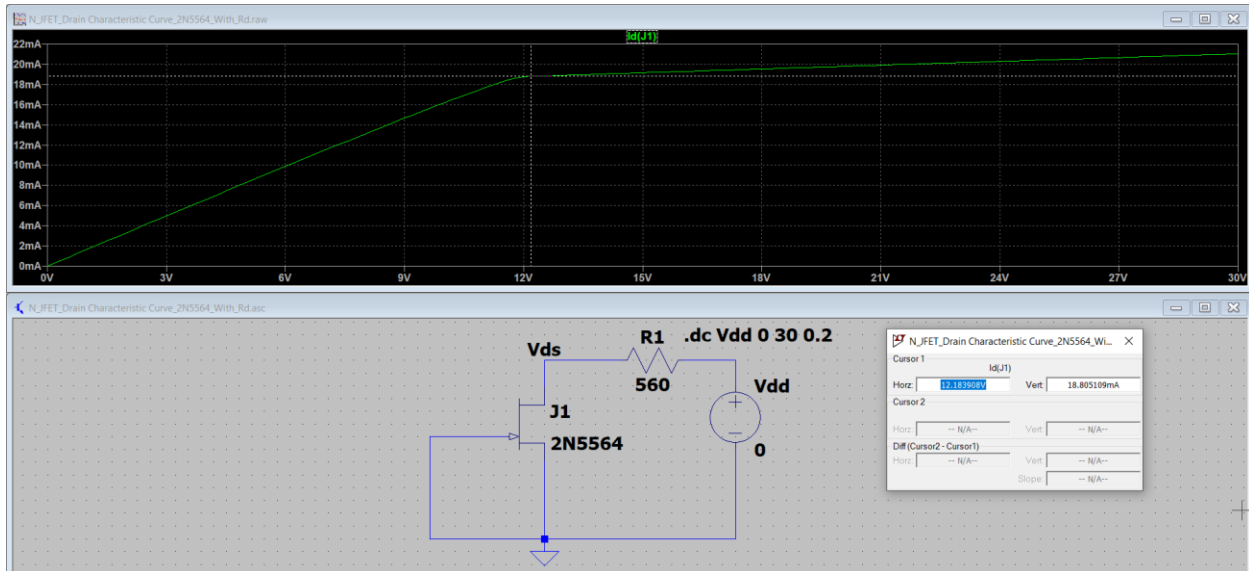 N_JFET_Drain Characteristic Curve_2N5564_With_Rd.raw
Id(J1)
22mA
20mA
18mA
16mA
14mA
12mA
10mA
8mA
6mA
4mA
2mA
0mA
0V 3V 6V 9V 12V 15V 18V 21V 24V 27V 30V
N_JFET_Drain Characteristic Curve_2N5564_With_Rd.asc
R1 .dc Vdd 0 30 0.2
Vds
560
Vdd
J1
2N5564
0
N_JFET_Drain Characteristic Curve_2N5564_Wi...
Cursor 1
Id(J1)
Horz: 12.183908V Vert: 18.805109mA
Cursor 2
Horz: -- N/A-- Vert: -- N/A--
Diff (Cursor2 - Cursor1)
Horz: -- N/A-- Vert: -- N/A--
Slope: -- N/A--